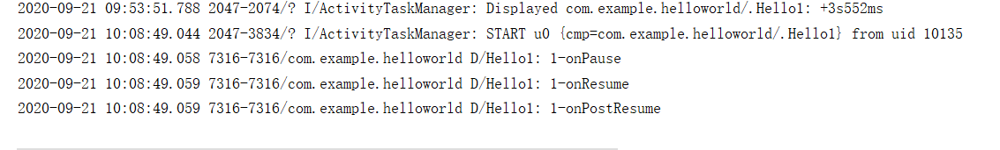 2020-09-21 09:53:51.788 2047-2074/? I/ActivityTaskManager: Displayed com.example.helloworld/.Hello1: +3s552ms
2020-09-21 10:08:49.044 2047-3834/? I/ActivityTaskManager: START u0 {cmp=com.example.helloworld/.Hello1} from uid 10135
2020-09-21 10:08:49.058 7316-7316/com.example.helloworld D/Hello1: 1-onPause
2020-09-21 10:08:49.059 7316-7316/com.example.helloworld D/Hello1: 1-onResume
2020-09-21 10:08:49.059 7316-7316/com.example.helloworld D/Hello1: 1-onPostResume